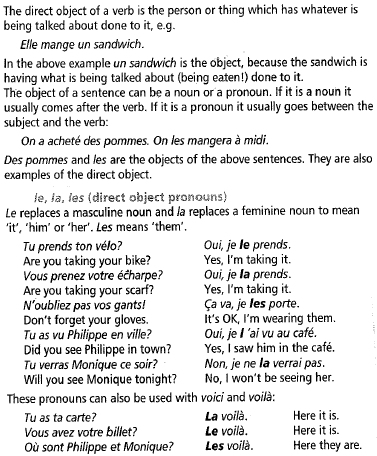 The direct object of a verb is the person or thing which has whatever is
being talked about done to it, e.g.
Elle mange un sandwich.
In the above example un sandwich is the object, because the sandwich is
having what is being talked about (being eaten!) done to it.
The object of a sentence can be a noun or a pronoun. If it is a noun it
usually comes after the verb. If it is a pronoun it usually goes between the
subject and the verb:
On a acheté des pommes. On les mangera à midi.
Des pommes and les are the objects of the above sentences. They are also
examples of the direct object.
le, la, les (direct object pronouns)
Le replaces a masculine noun and la replaces a feminine noun to mean
'it', 'him' or 'her'. Les means 'them'.
Tu prends ton vélo? Oui, je le prends.
Are you taking your bike? Yes, I'm taking it.
Vous prenez votre écharpe? Oui, je la prends.
Are you taking your scarf? Yes, I'm taking it.
N'oubliez pas vos gants! Ça va, je les porte.
Don't forget your gloves. It's OK, I'm wearing them.
Tu as vu Philippe en ville? Oui, je l 'ai vu au café.
Did you see Philippe in town? Yes, I saw him in the café.
Tu verras Monique ce soir? Non, je ne la verrai pas.
Will you see Monique tonight? No, I won't be seeing her.
These pronouns can also be used with voici and voilà:
Tu as ta carte? La voilà. Here it is.
Vous avez votre billet? Le voilà. Here it is.
Où sont Philippe et Monique? Les voilà. Here they are.